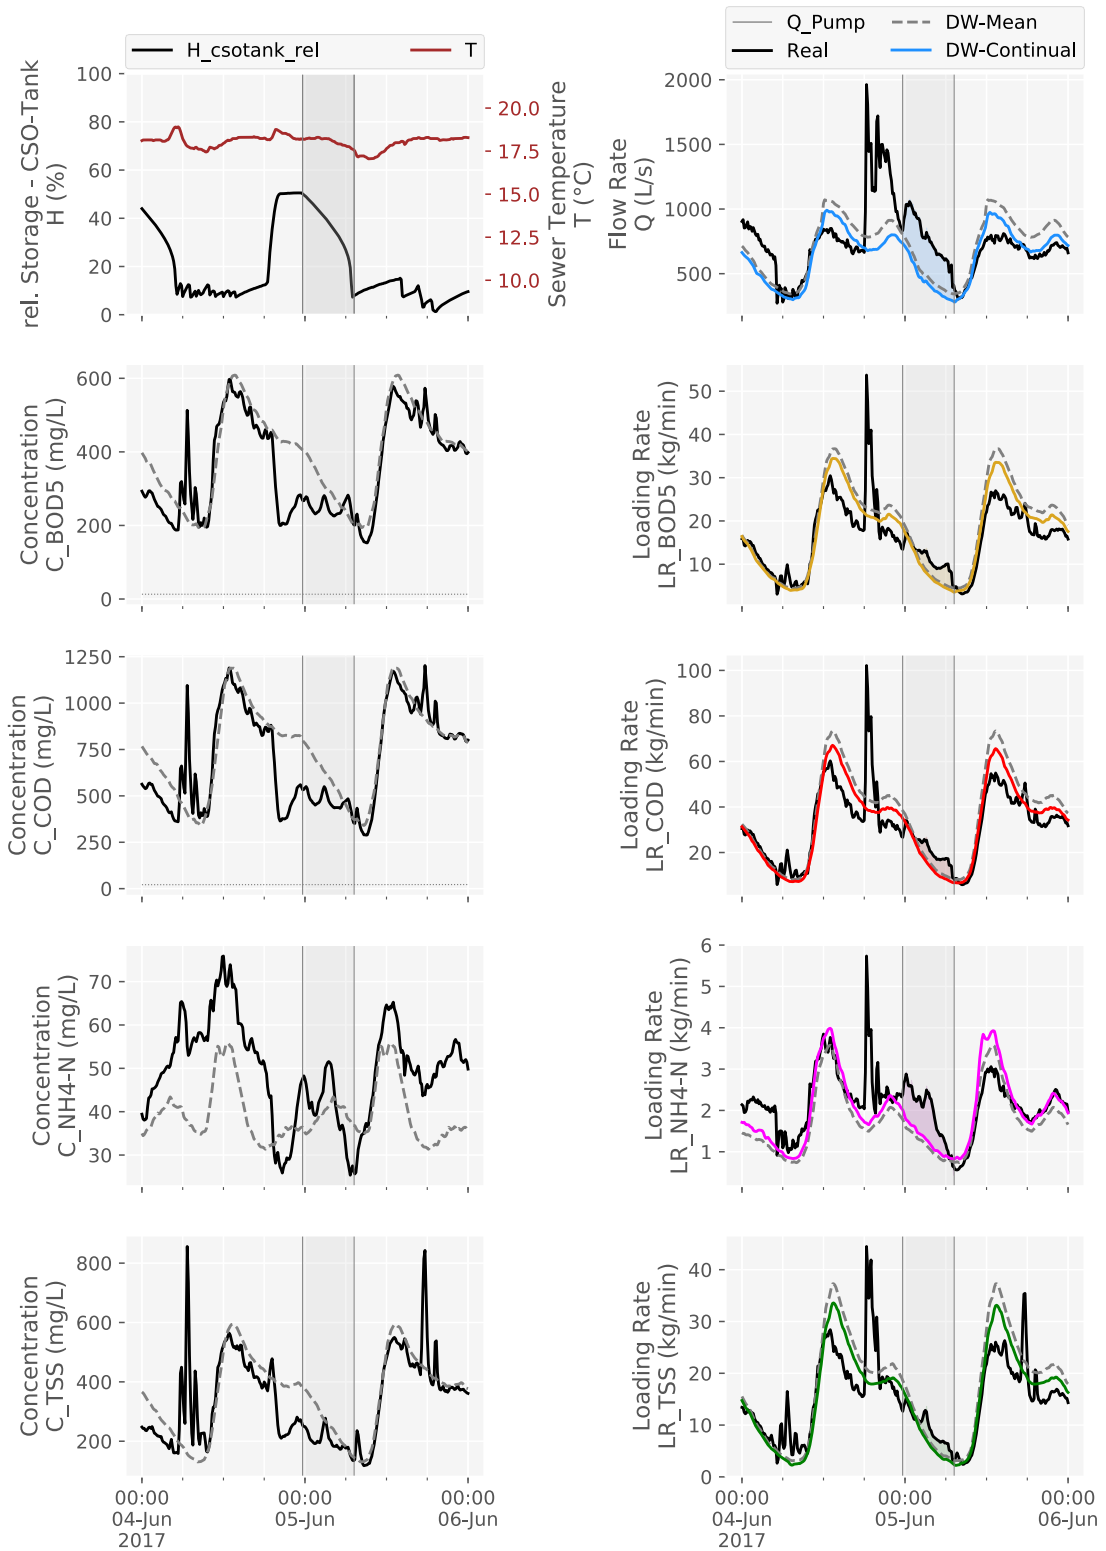 H_csotank_rel
T
Q_Pump
Real
DW-Mean
DW-Continual
rel. Storage - CSO-Tank
H (%)
100
80
60
40
20
0
20.0
17.5
15.0
12.5
10.0
Sewer Temperature
T (°C)
Flow Rate
Q (L/s)
2000
1500
1000
500
Concentration
C_BOD5 (mg/L)
600
400
200
0
Loading Rate
LR_BOD5 (kg/min)
50
40
30
20
10
Concentration
C_COD (mg/L)
1250
1000
750
500
250
0
Loading Rate
LR_COD (kg/min)
100
80
60
40
20
Concentration
C_NH4-N (mg/L)
70
60
50
40
30
Loading Rate
LR_NH4-N (kg/min)
6
5
4
3
2
1
Concentration
C_TSS (mg/L)
800
600
400
200
Loading Rate
LR_TSS (kg/min)
40
30
20
10
0
00:00
04-Jun
2017
00:00
05-Jun
00:00
06-Jun
00:00
04-Jun
2017
00:00
05-Jun
00:00
06-Jun